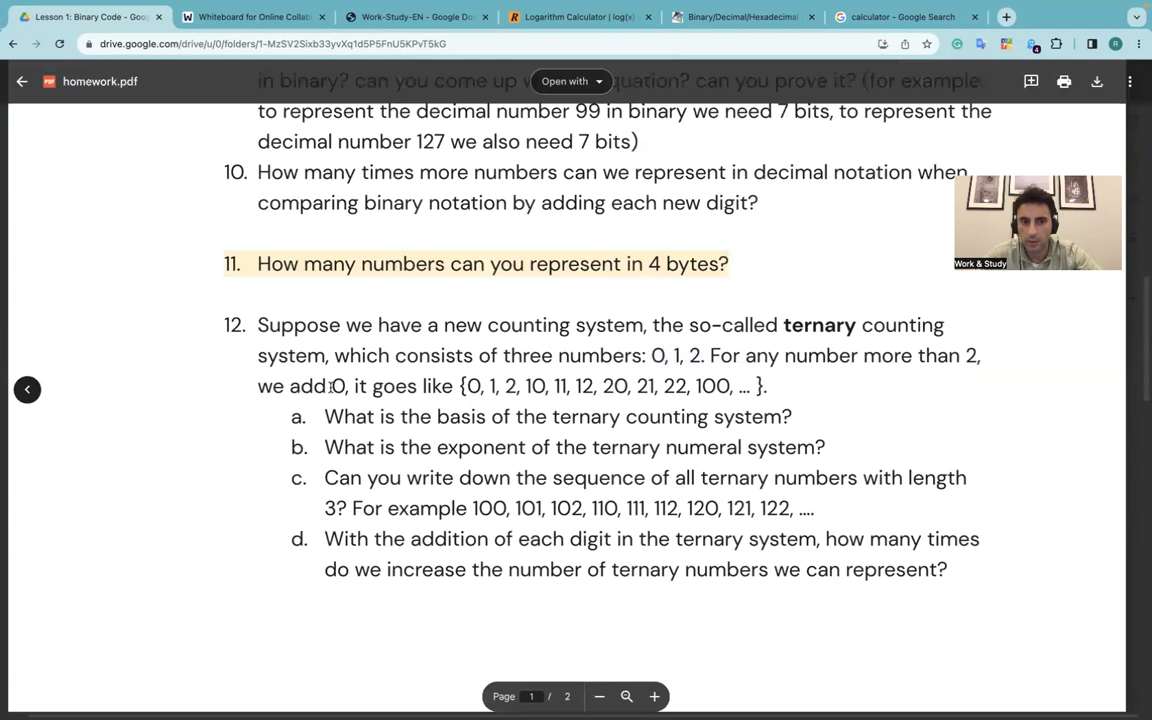 Lesson 1: Binary Code - Goo
Whiteboard for Online Collab
Work-Study-EN - Google Do
Logarithm Calculator | log(x)
Binary/Decimal/Hexadecimal
calculator - Google Search
drive.google.com/drive/u/0/folders/1-MzSV2Sixb33yvXq1d5P5FnU5KPvT5kG
PDF homework.pdf
Open with
in binary? can you come up equation? can you prove it? (for example,
to represent the decimal number 99 in binary we need 7 bits, to represent the
decimal number 127 we also need 7 bits)
10. How many times more numbers can we represent in decimal notation when
comparing binary notation by adding each new digit?
Work & Study
11. How many numbers can you represent in 4 bytes?
12. Suppose we have a new counting system, the so-called ternary counting
system, which consists of three numbers: 0, 1, 2. For any number more than 2,
we add 0, it goes like {0, 1, 2, 10, 11, 12, 20, 21, 22, 100, ... }.
a. What is the basis of the ternary counting system?
b. What is the exponent of the ternary numeral system?
c. Can you write down the sequence of all ternary numbers with length
3? For example 100, 101, 102, 110, 111, 112, 120, 121, 122, ....
d. With the addition of each digit in the ternary system, how many times
do we increase the number of ternary numbers we can represent?
Page 1 / 2